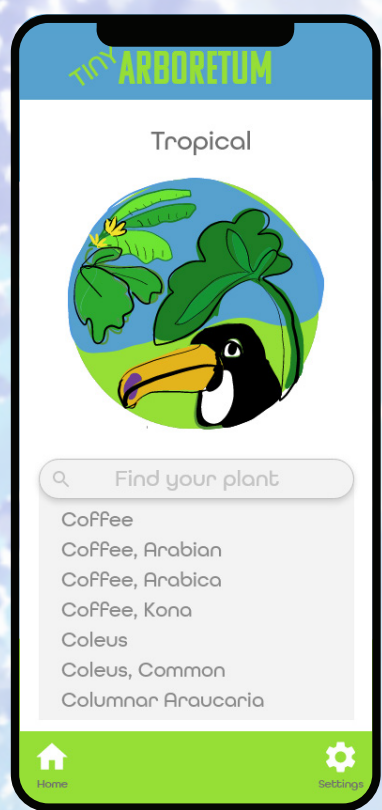 TINY ARBORETUM
Tropical
Find your plant
Coffee
Coffee, Arabian
Coffee, Arabica
Coffee, Kona
Coleus
Coleus, Common
Columnar Araucaria
Home
Settings